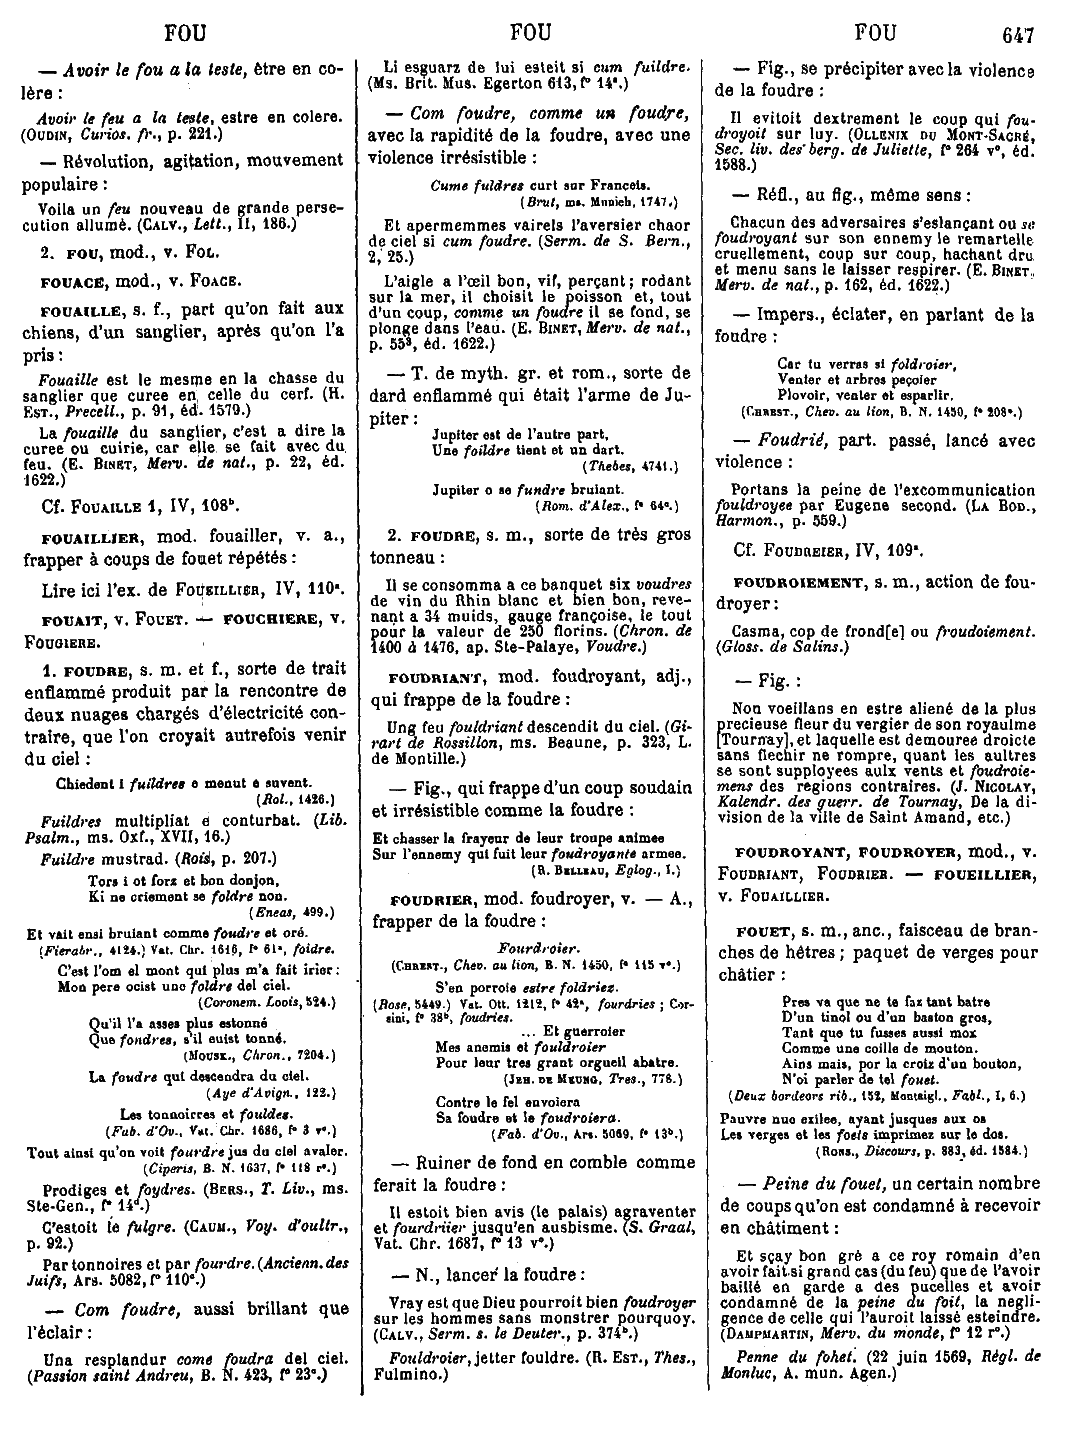 FOU
FOU
FOU
647
— Avoir le fou a la teste, être en co-
lère :
Avoir le feu a la teste, estre en colere.
(OUDIN, Curios. fr., p. 221.)
— Révolution, agitation, mouvement
populaire :
Voila un feu nouveau de grande perse-
cution allumé. (CALV., Lett., II, 186.)
2. FOU, mod., v. FOL.
FOUACE, mod., v. FOACE.
FOUAILLE, s. f., part qu'on fait aux
chiens, d'un sanglier, après qu'on l'a
pris :
Fouaille est le mesme en la chasse du
sanglier que curee en celle du cerf. (H.
EST., Precell., p. 91, éd. 1579.)
La fouaille du sanglier, c'est a dire la
curee ou cuirie, car elle se fait avec du
feu. (E. BINET, Merv. de nat., p. 22, éd.
1622.)
Cf. FOUAILLE 1, IV, 108b.
FOUAILLIER, mod. fouailler, v. a.,
frapper à coups de fouet répétés :
Lire ici l'ex. de FOUEILLIER, IV, 110a.
FOUAIT, v. FOUET. — FOUCHIERE, v.
FOUGIERE.
1. FOUDRE, s. m. et f., sorte de trait
enflammé produit par la rencontre de
deux nuages chargés d'électricité con-
traire, que l'on croyait autrefois venir
du ciel :
Chiedent i fuildres e menut e suvent.
(Rol., 1426.)
Fuildres multipliat e conturbat. (Lib.
Psalm., ms. Oxf., XVII, 16.)
Fuildre mustrad. (Rois, p. 207.)
Tors i ot forz et bon donjon,
Ki ne criement se foldre non.
(Eneas, 499.)
Et vait ensi bruiant comme foudre et oré.
(Fierabr., 4124.) Vat. Chr. 1616, f° 61a, foidre.
C'est l'om el mont qui plus m'a fait irier :
Mon pere ocist une foldre del ciel.
(Coronem. Loois, 524.)
Qu'il l'a asses plus estonné
Que fondres, s'il euist tonné.
(MOUSK., Chron., 7204.)
La foudre qui descendra du ciel.
(Aye d'Avign., 122.)
Les tonnoirres et fouldes.
(Fab. d'Ov., Vat. Chr. 1686, f° 3 v°.)
Tout ainsi qu'on voit fourdre jus du ciel avaler.
(Ciperis, B. N. 1637, f° 118 r°.)
Prodiges et foydres. (BERS., T. Liv., ms.
Ste-Gen., f° 14d.)
C'estoit le fulgre. (CAUM., Voy. d'oultr.,
p. 92.)
Par tonnoires et par fourdre. (Ancienn. des
Juifs, Ars. 5082, f° 110c.)
— Com foudre, aussi brillant que
l'éclair :
Una resplandur come foudra del ciel.
(Passion saint Andreu, B. N. 423, f° 23c.)
Li esguarz de lui esteit si cum fuildre.
(Ms. Brit. Mus. Egerton 613, f° 14a.)
— Com foudre, comme un foudre,
avec la rapidité de la foudre, avec une
violence irrésistible :
Cume fuldres curt sur Franceis.
(Brut, ms. Munich, 1747.)
Et apermemmes vairels l'aversier chaor
de ciel si cum foudre. (Serm. de S. Bern.,
2, 25.)
L'aigle a l'œil bon, vif, perçant ; rodant
sur la mer, il choisit le poisson et, tout
d'un coup, comme un foudre il se fond, se
plonge dans l'eau. (E. BINET, Merv. de nat.,
p. 553, éd. 1622.)
— T. de myth. gr. et rom., sorte de
dard enflammé qui était l'arme de Ju-
piter :
Jupiter est de l'autre part,
Une foildre tient et un dart.
(Thebes, 4741.)
Jupiter o se fundre bruiant.
(Rom. d'Alex., f° 64c.)
2. FOUDRE, s. m., sorte de très gros
tonneau :
Il se consomma a ce banquet six voudres
de vin du Rhin blanc et bien bon, reve-
nant a 34 muids, gauge françoise, le tout
pour la valeur de 250 florins. (Chron. de
1400 à 1476, ap. Ste-Palaye, Voudre.)
FOUDRIANT, mod. foudroyant, adj.,
qui frappe de la foudre :
Ung feu fouldriant descendit du ciel. (Gi-
rart de Rossillon, ms. Beaune, p. 323, L.
de Montille.)
— Fig., qui frappe d'un coup soudain
et irrésistible comme la foudre :
Et chasser la frayeur de leur troupe animee
Sur l'ennemy qui fuit leur foudroyante armee.
(R. BELLEAU, Eglog., I.)
FOUDRIER, mod. foudroyer, v. — A.,
frapper de la foudre :
Fourdroier.
(CHREST., Chev. au lion, B. N. 1450, f° 115 v°.)
S'en porroie estre foldriez.
(Rose, 5449.) Vat. Ott. 1212, f° 42a, fourdries ; Cor-
sini, f° 38b, foudries.
... Et guerroier
Mes anemis et fouldroier
Pour leur tres grant orgueil abatre.
(JEH. DE MEUNG, Tres., 778.)
Contre le fel envoiera
Sa foudre et le foudroiera.
(Fab. d'Ov., Ars. 5069, f° 13b.)
— Ruiner de fond en comble comme
ferait la foudre :
Il estoit bien avis (le palais) agraventer
et fourdriier jusqu'en ausbisme. (S. Graal,
Vat. Chr. 1687, f° 13 v°.)
— N., lancer la foudre :
Vray est que Dieu pourroit bien foudroyer
sur les hommes sans monstrer pourquoy.
(CALV., Serm. s. le Deuter., p. 374b.)
Fouldroier, jetter fouldre. (R. EST., Thes.,
Fulmino.)
— Fig., se précipiter avec la violence
de la foudre :
Il evitoit dextrement le coup qui fou-
droyoit sur luy. (OLLENIX DU MONT-SACRÉ,
Sec. liv. des berg. de Juliette, f° 264 v°, éd.
1588.)
— Réfl., au fig., même sens :
Chacun des adversaires s'eslançant ou se
foudroyant sur son ennemy le remartelle
cruellement, coup sur coup, hachant dru
et menu sans le laisser respirer. (E. BINET,
Merv. de nat., p. 162, éd. 1622.)
— Impers., éclater, en parlant de la
foudre :
Car tu verras si foldroier,
Venter et arbres peçoier
Plovoir, venter et esparlir.
(CHREST., Chev. au lion, B. N. 1450, f° 208c.)
— Foudrié, part. passé, lancé avec
violence :
Portans la peine de l'excommunication
fouldroyee par Eugene second. (LA BOD.,
Harmon., p. 559.)
Cf. FOUDREIER, IV, 109a.
FOUDROIEMENT, s. m., action de fou-
droyer :
Casma, cop de frond[e] ou froudoiement.
(Gloss. de Salins.)
— Fig. :
Non voeillans en estre aliené de la plus
precieuse fleur du vergier de son royaulme
[Tournay], et laquelle est demouree droicte
sans flechir ne rompre, quant les aultres
se sont supployees aulx vents et foudroie-
mens des regions contraires. (J. NICOLAY,
Kalendr. des guerr. de Tournay, De la di-
vision de la ville de Saint Amand, etc.)
FOUDROYANT, FOUDROYER, mod., v.
FOUDRIANT, FOUDRIER. — FOUEILLIER,
v. FOUAILLIER.
FOUET, s. m., anc., faisceau de bran-
ches de hêtres ; paquet de verges pour
châtier :
Pres va que ne te faz tant batre
D'un tinol ou d'un baston gros,
Tant que tu fusses aussi mox
Comme une coille de mouton.
Ains mais, por la croiz d'un bouton,
N'oi parler de tel fouet.
(Deux bordeors rib., 152, Montaigl., Fabl., I, 6.)
Pauvre nue exilee, ayant jusques aux os
Les verges et les foets imprimez sur le dos.
(RONS., Discours, p. 883, éd. 1584.)
— Peine du fouet, un certain nombre
de coups qu'on est condamné à recevoir
en châtiment :
Et sçay bon gré a ce roy romain d'en
avoir fait si grand cas (du feu) que de l'avoir
baillé en garde a des pucelles et avoir
condamné de la peine du foit, la negli-
gence de celle qui l'auroit laissé esteindre.
(DAMPMARTIN, Merv. du monde, f° 12 r°.)
Penne du fohet. (22 juin 1569, Régl. de
Monluc, A. mun. Agen.)